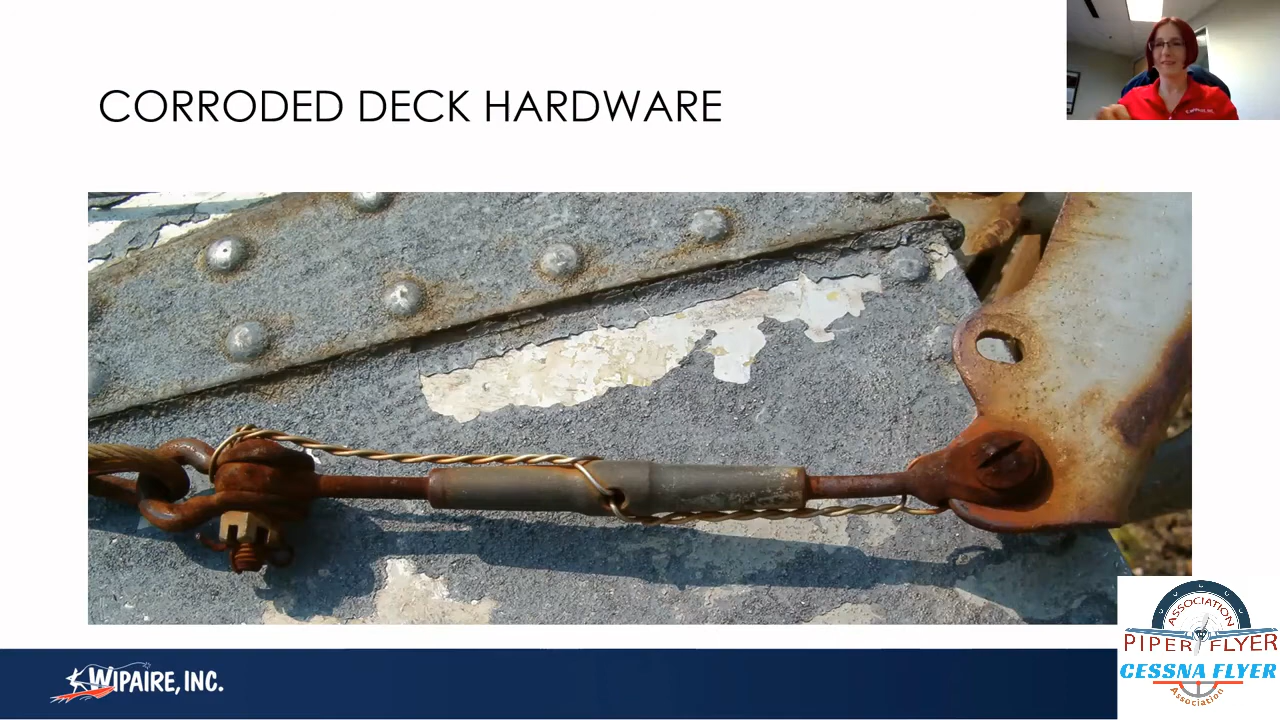 CORRODED DECK HARDWARE
WIPAIRE, INC.
ASSOCIATION
PIPER FLYER
CESSNA FLYER
Association